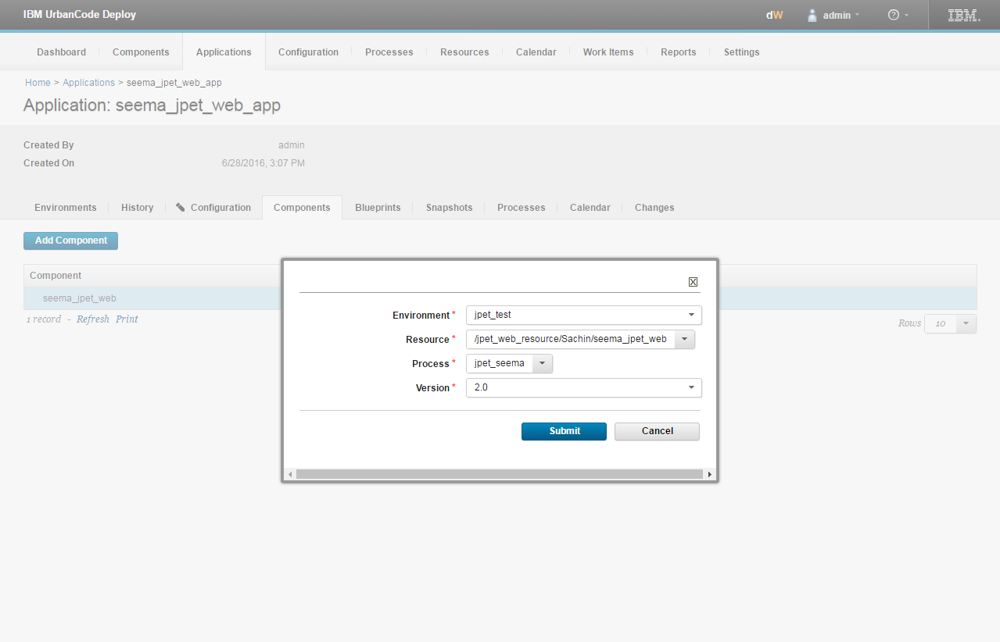 IBM UrbanCode Deploy dW admin ? IBM.
Dashboard Components Applications Configuration Processes Resources Calendar Work Items Reports Settings
Home > Applications > seema_jpet_web_app
Application: seema_jpet_web_app
Created By admin
Created On 6/28/2016, 3:07 PM
Environments History Configuration Components Blueprints Snapshots Processes Calendar Changes
Add Component
Component
seema_jpet_web
1 record - Refresh Print
Rows 10
Environment * jpet_test
Resource * /jpet_web_resource/Sachin/seema_jpet_web
Process * jpet_seema
Version * 2.0
Submit Cancel